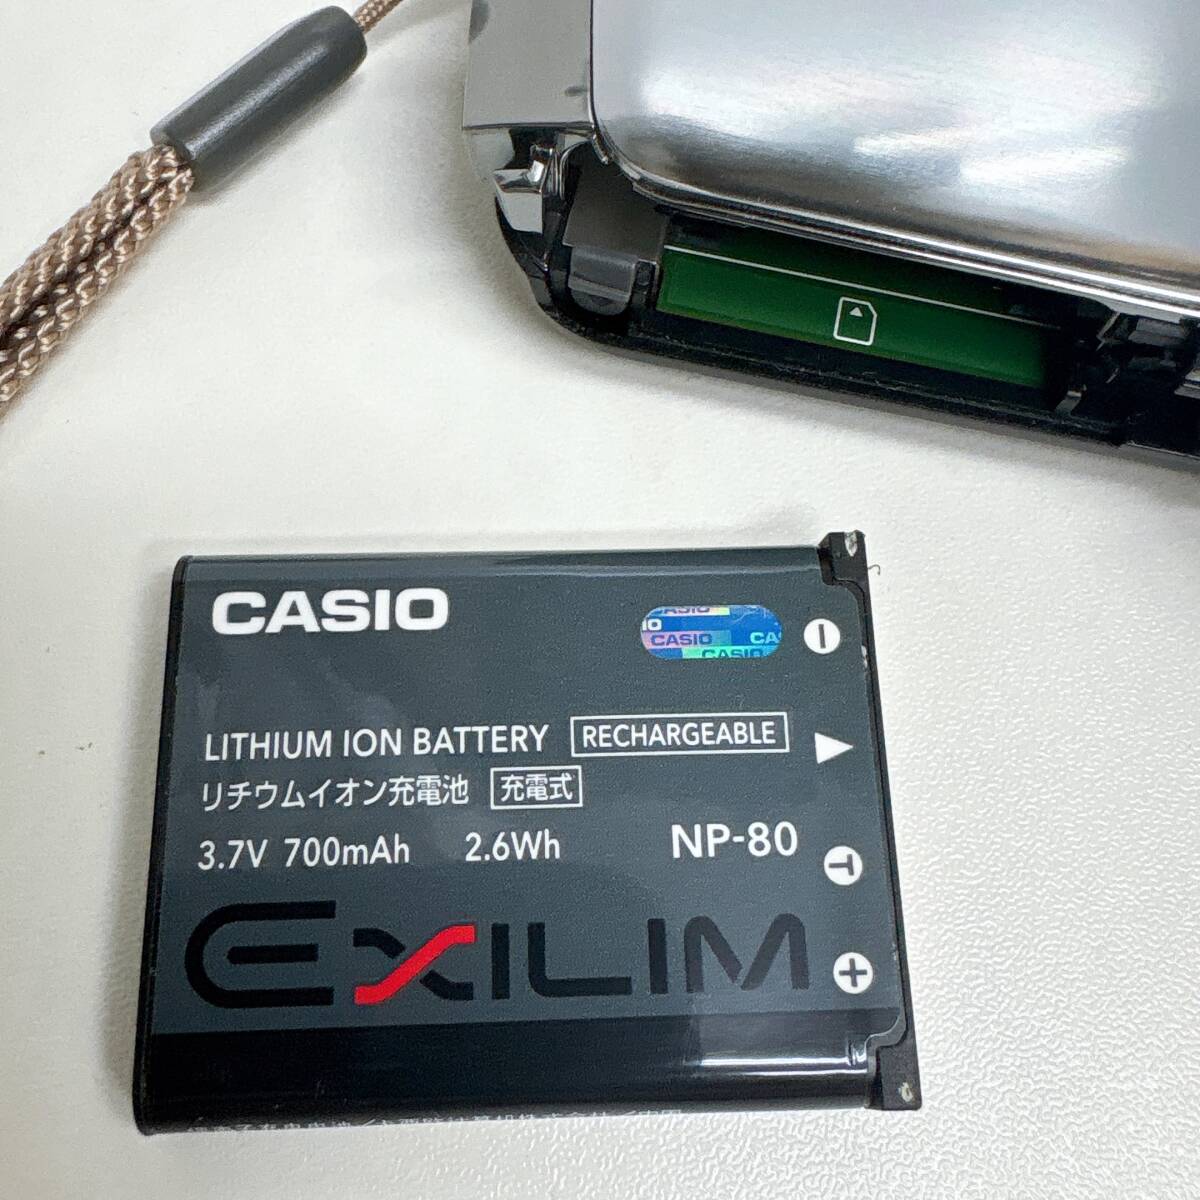 CASIO
CASIO
CASIO
LITHIUM ION BATTERY RECHARGEABLE
リチウムイオン充電池 充電式
3.7V 700mAh 2.6Wh NP-80
T
EXILIM